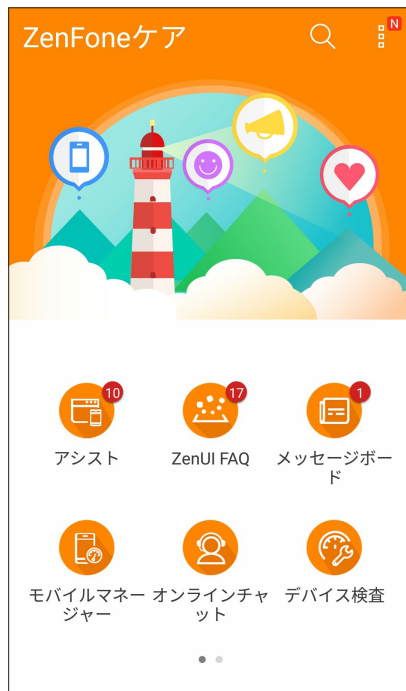 ZenFoneケア
N
10
17
1
アシスト
ZenUI FAQ
メッセージボー
ド
モバイルマネー
ジャー
オンラインチャ
ット
デバイス検査